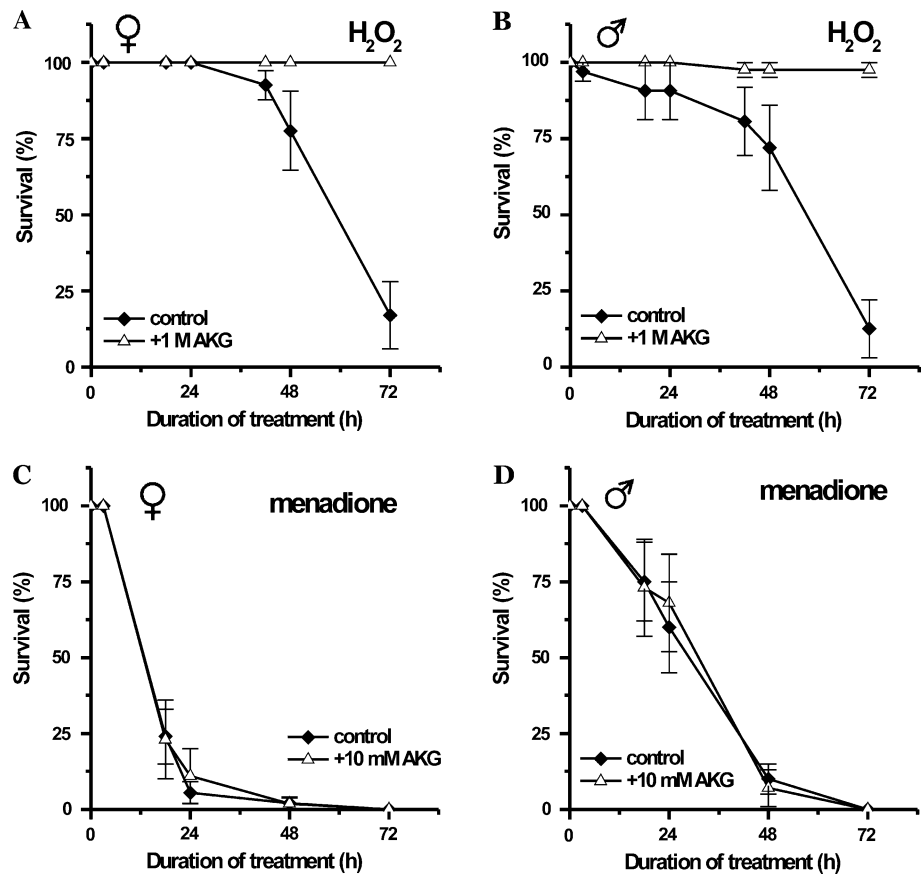 A
♀
H₂O₂
100
75
50
25
0
Survival (%)
control
+1 M AKG
0
24
48
72
Duration of treatment (h)
B
♂
H₂O₂
100
75
50
25
0
Survival (%)
control
+1 M AKG
0
24
48
72
Duration of treatment (h)
C
♀
menadione
100
75
50
25
0
Survival (%)
control
+10 mM AKG
0
24
48
72
Duration of treatment (h)
D
♂
menadione
100
75
50
25
0
Survival (%)
control
+10 mM AKG
0
24
48
72
Duration of treatment (h)